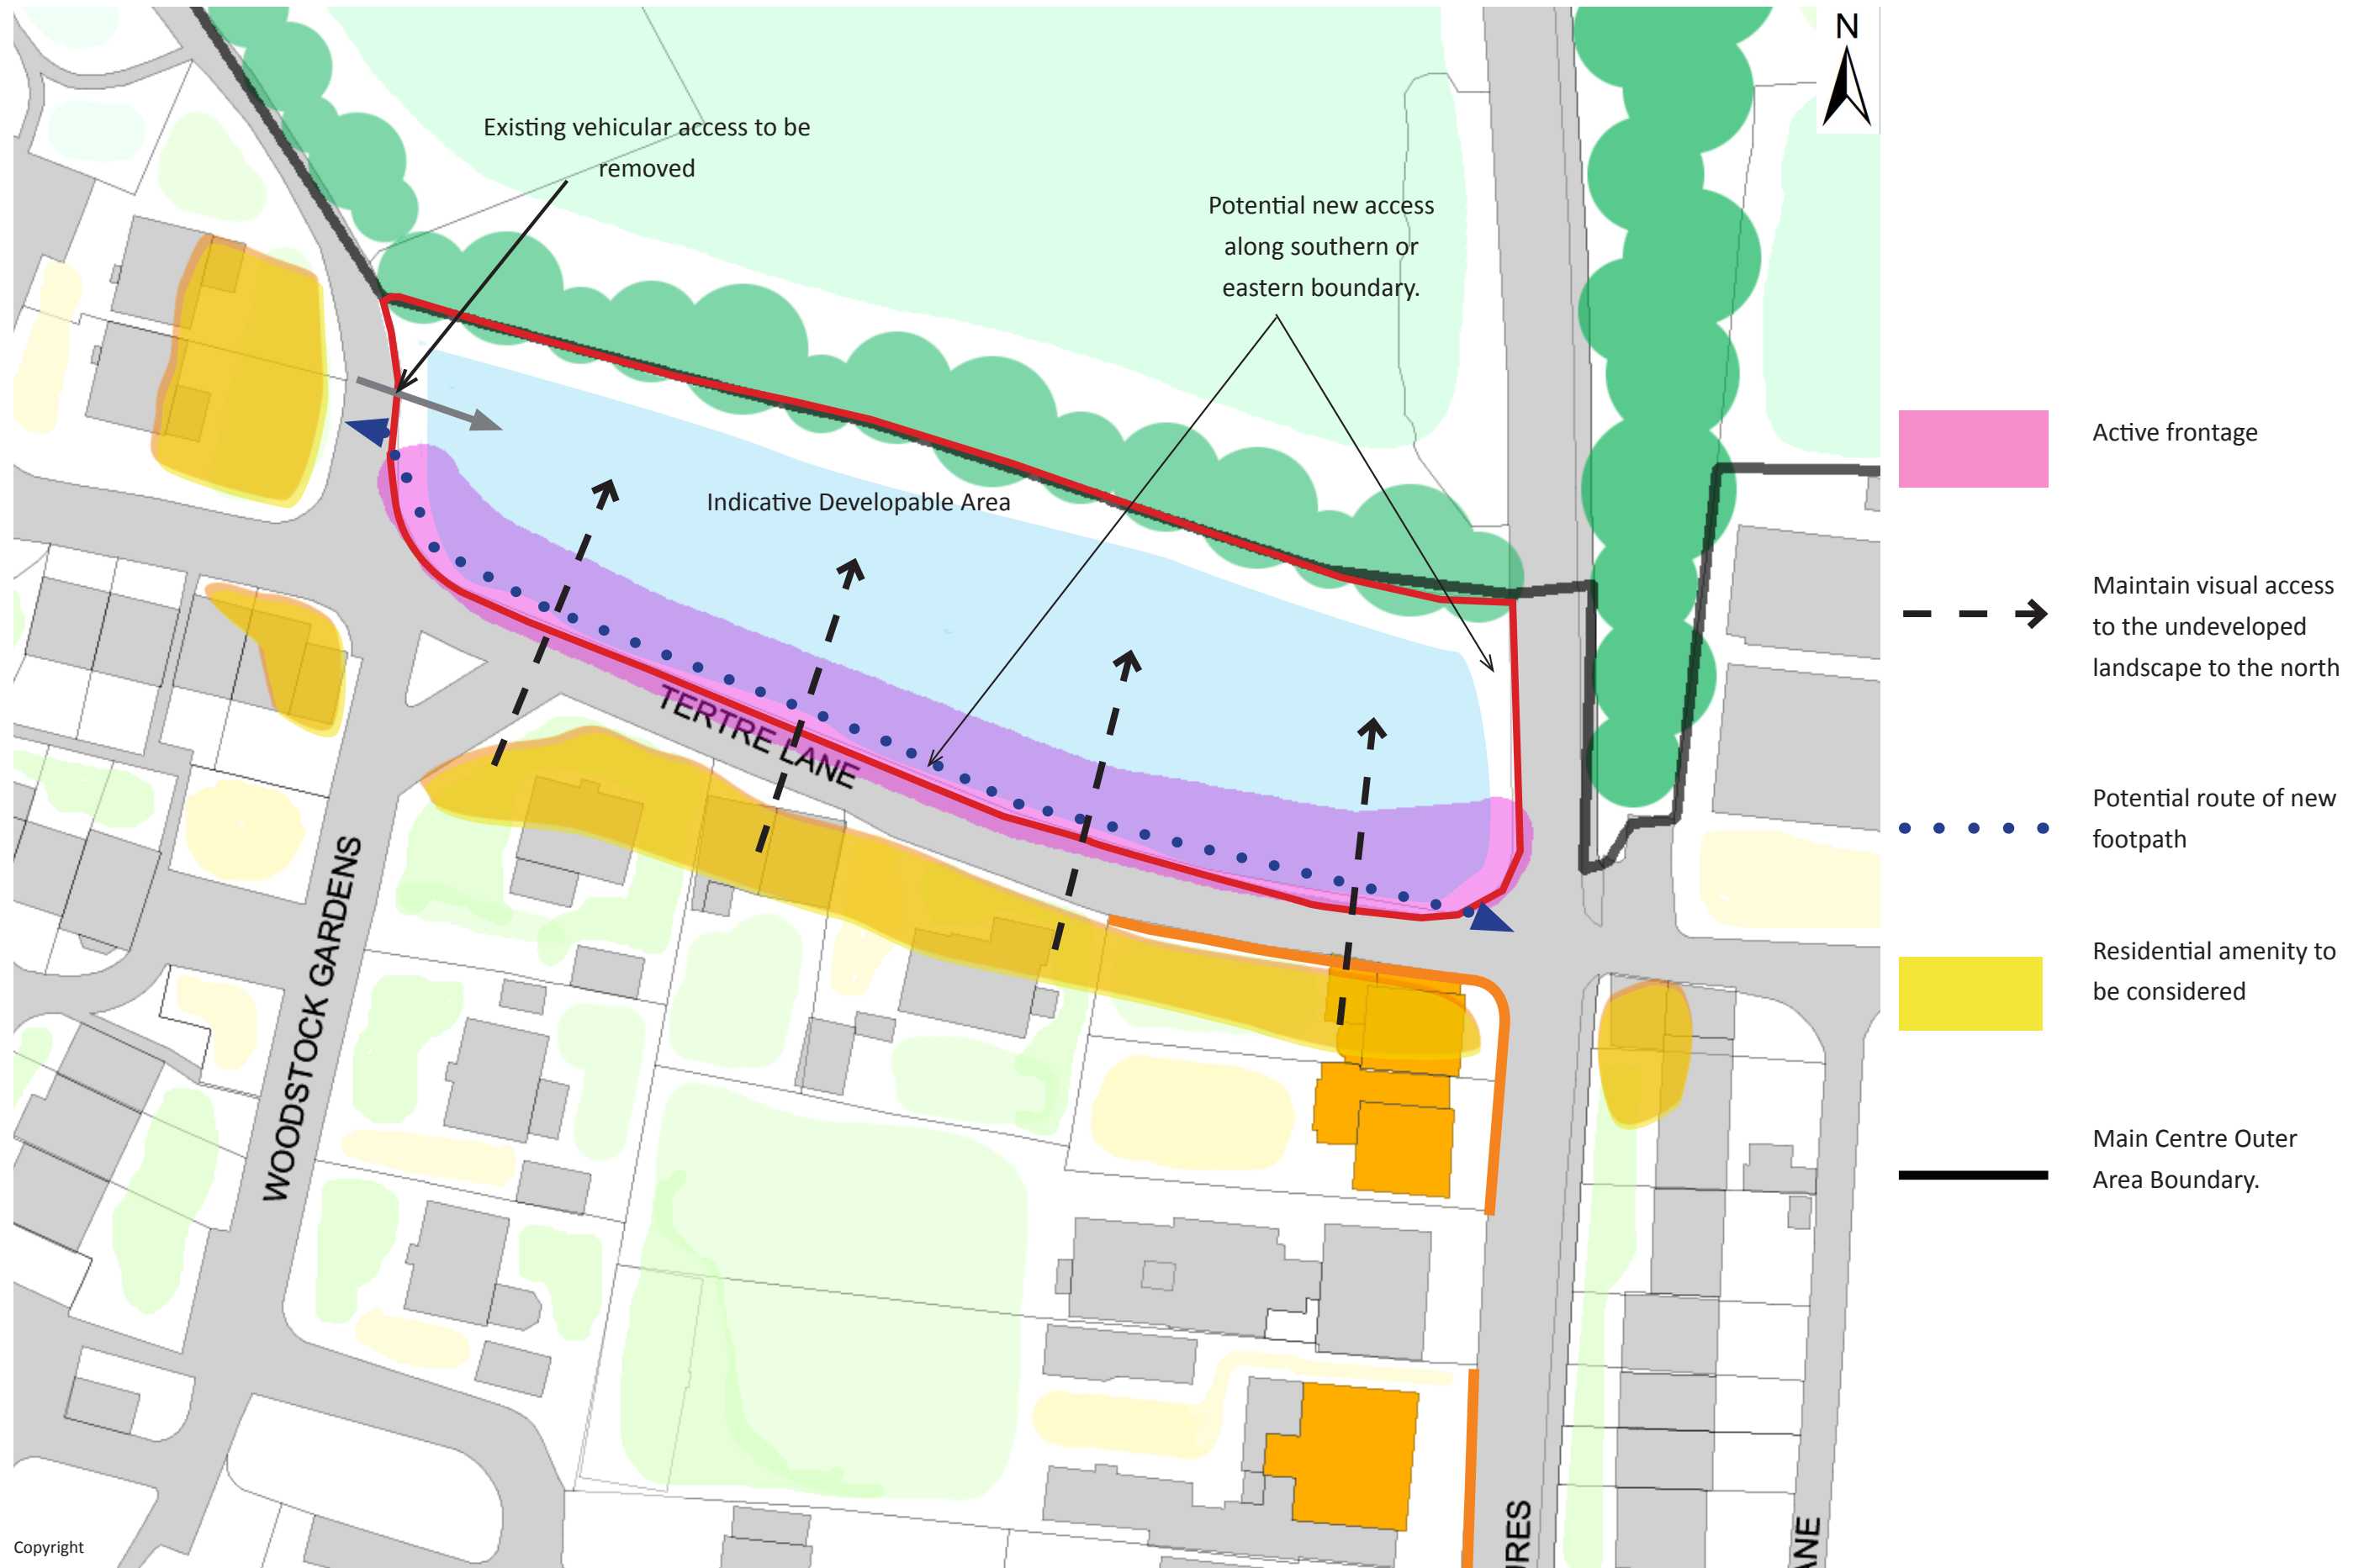 N
Existing vehicular access to be
removed
Potential new access
along southern or
eastern boundary.
Indicative Developable Area
TERTRE LANE
WOODSTOCK GARDENS
URES
ANE
Copyright
Active frontage
Maintain visual access
to the undeveloped
landscape to the north
Potential route of new
footpath
Residential amenity to
be considered
Main Centre Outer
Area Boundary.